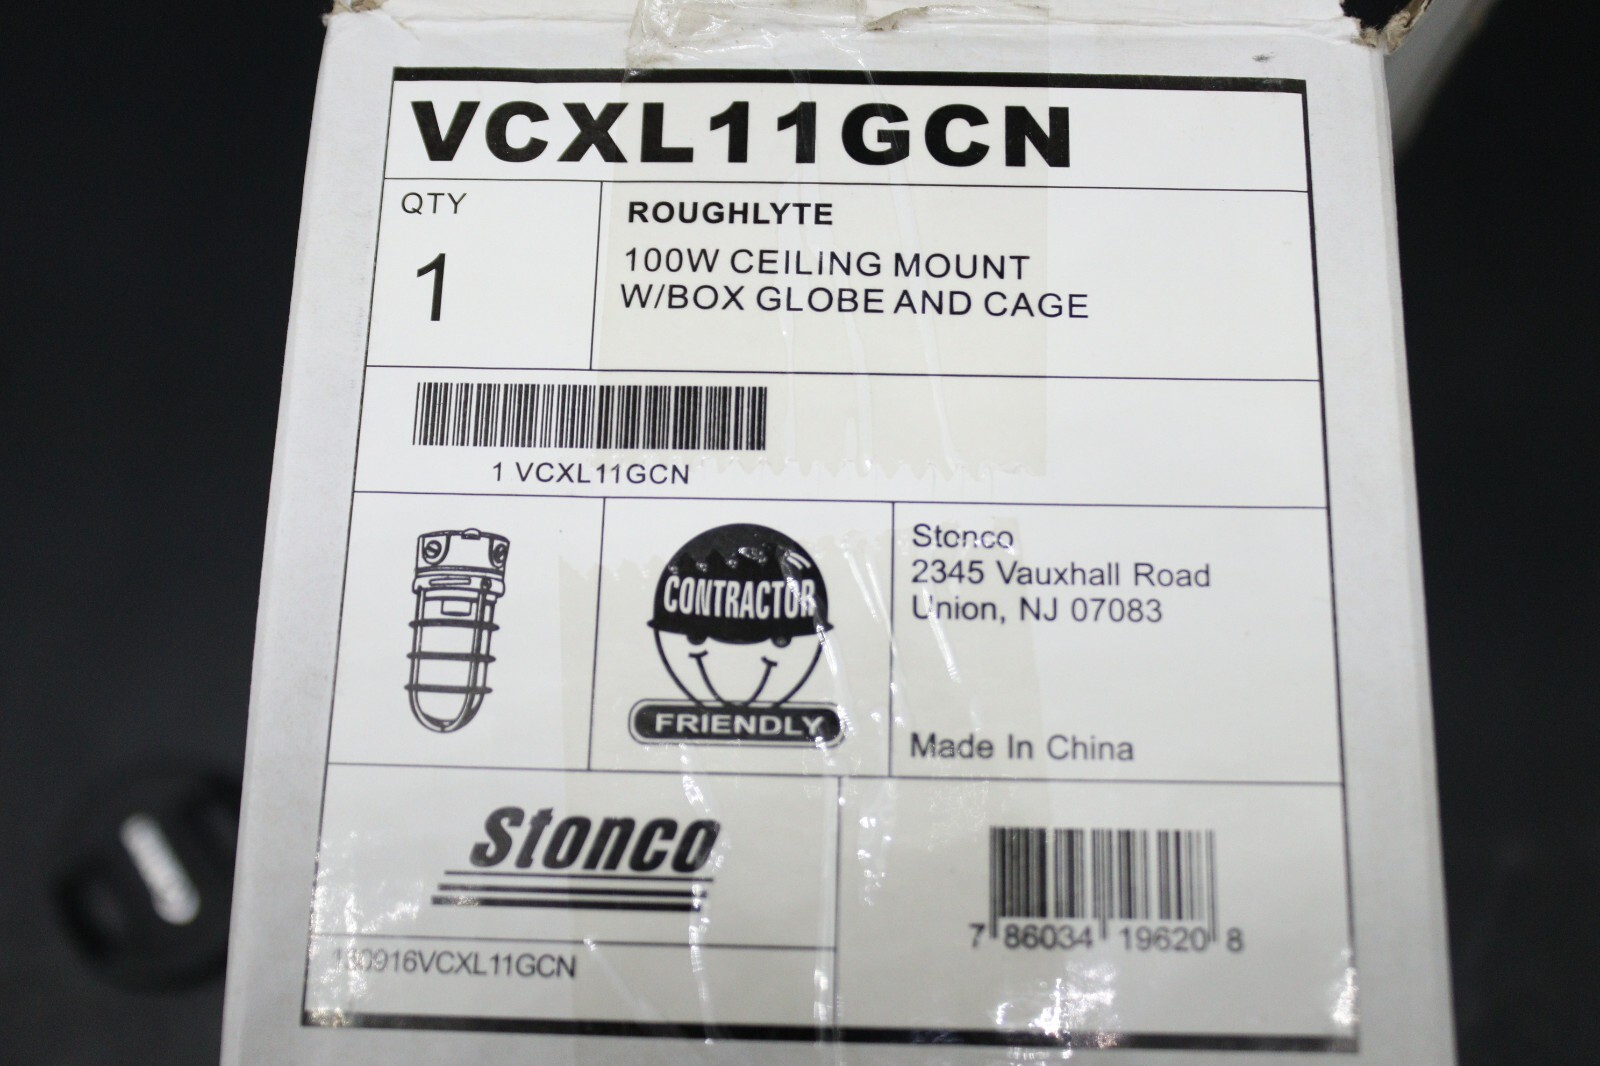 VCXL11GCN
QTY
1
ROUGHLYTE
100W CEILING MOUNT
W/BOX GLOBE AND CAGE
1 VCXL11GCN
CONTRACTOR
FRIENDLY
Stonco
2345 Vauxhall Road
Union, NJ 07083
Made In China
Stonco
7 86034 19620 8